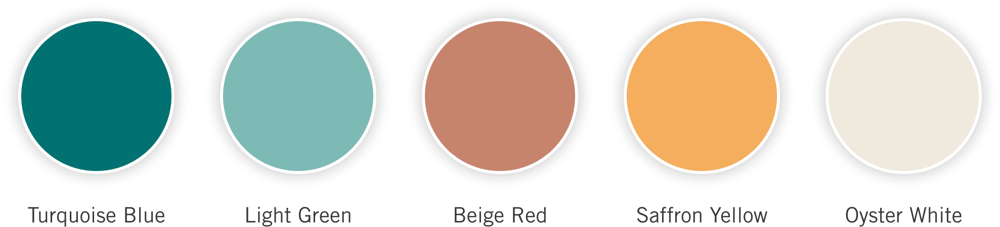 Turquoise Blue
Light Green
Beige Red
Saffron Yellow
Oyster White